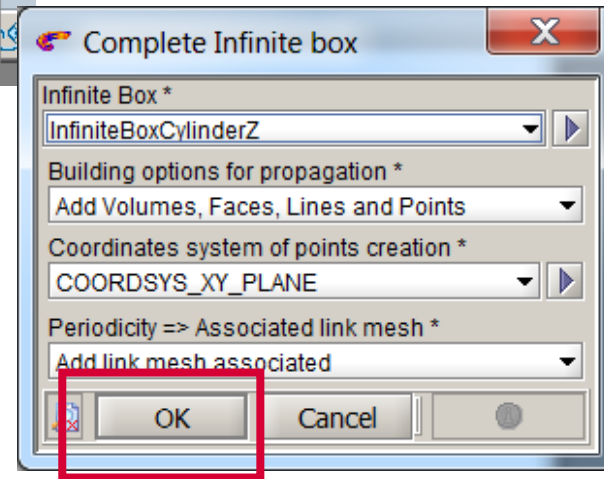 Complete Infinite box
X
Infinite Box *
InfiniteBoxCylinderZ
Building options for propagation *
Add Volumes, Faces, Lines and Points
Coordinates system of points creation *
COORDSYS_XY_PLANE
Periodicity => Associated link mesh *
Add link mesh associated
OK Cancel